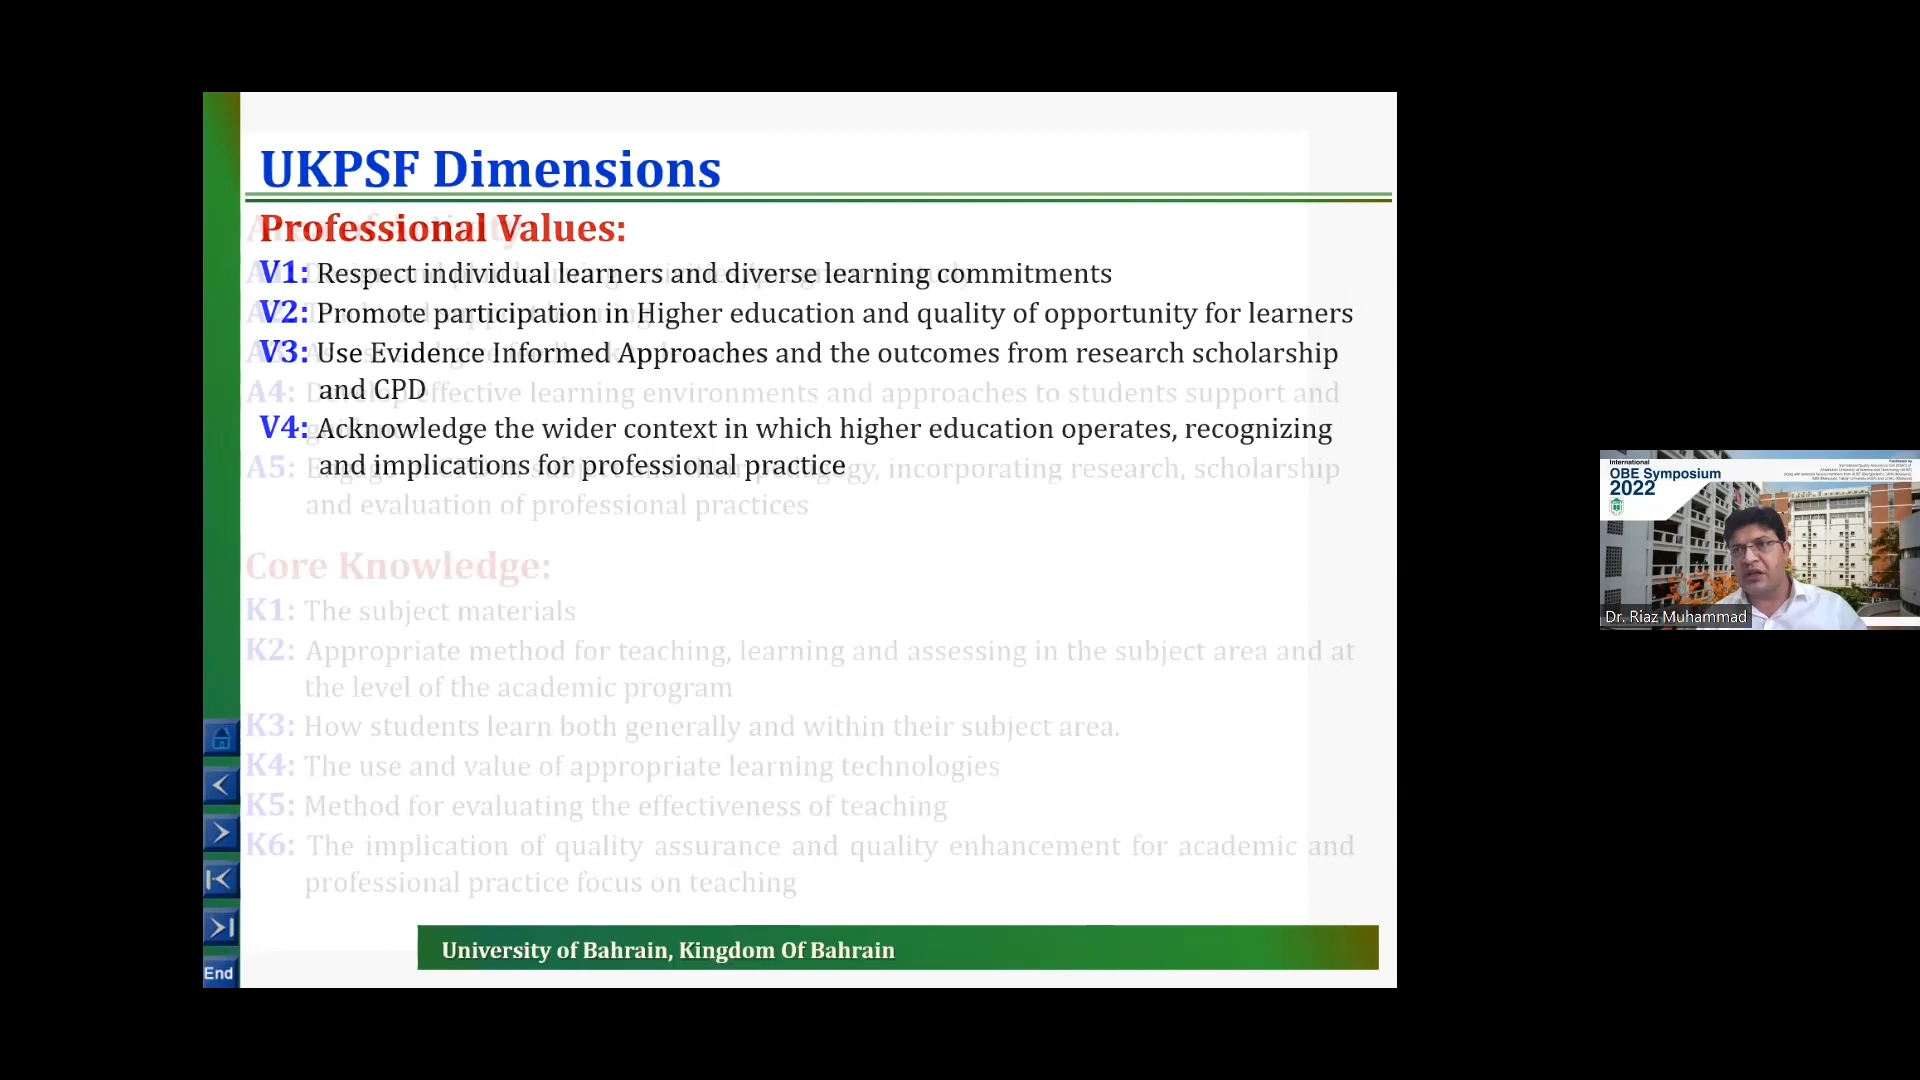 UKPSF Dimensions
Professional Values:
V1: Respect individual learners and diverse learning commitments
V2: Promote participation in Higher education and quality of opportunity for learners
V3: Use Evidence Informed Approaches and the outcomes from research scholarship
and CPD
A4: Develop effective learning environments and approaches to students support and
V4: Acknowledge the wider context in which higher education operates, recognizing
and implications for professional practice
A5: pedagogy, incorporating research, scholarship
and evaluation of professional practices
Core Knowledge:
K1: The subject materials
K2: Appropriate method for teaching, learning and assessing in the subject area and at
the level of the academic program
K3: How students learn both generally and within their subject area.
K4: The use and value of appropriate learning technologies
K5: Method for evaluating the effectiveness of teaching
K6: The implication of quality assurance and quality enhancement for academic and
professional practice focus on teaching
End
University of Bahrain, Kingdom Of Bahrain
International
OBE Symposium
2022
Dr. Riaz Muhammad